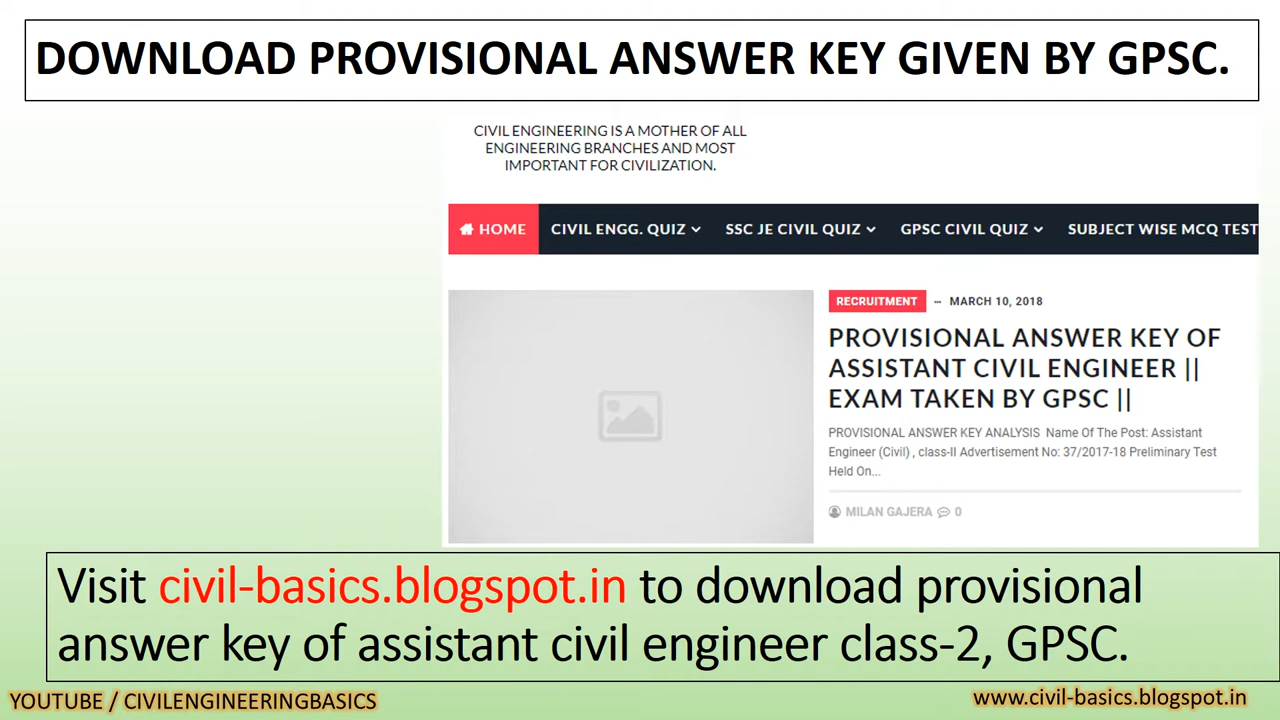 DOWNLOAD PROVISIONAL ANSWER KEY GIVEN BY GPSC.
CIVIL ENGINEERING IS A MOTHER OF ALL
ENGINEERING BRANCHES AND MOST
IMPORTANT FOR CIVILIZATION.
HOME CIVIL ENGG. QUIZ SSC JE CIVIL QUIZ GPSC CIVIL QUIZ SUBJECT WISE MCQ TEST
RECRUITMENT -- MARCH 10, 2018
PROVISIONAL ANSWER KEY OF
ASSISTANT CIVIL ENGINEER ||
EXAM TAKEN BY GPSC ||
PROVISIONAL ANSWER KEY ANALYSIS Name Of The Post: Assistant
Engineer (Civil) , class-II Advertisement No: 37/2017-18 Preliminary Test
Held On...
MILAN GAJERA 0
Visit civil-basics.blogspot.in to download provisional
answer key of assistant civil engineer class-2, GPSC.
YOUTUBE / CIVILENGINEERINGBASICS
www.civil-basics.blogspot.in